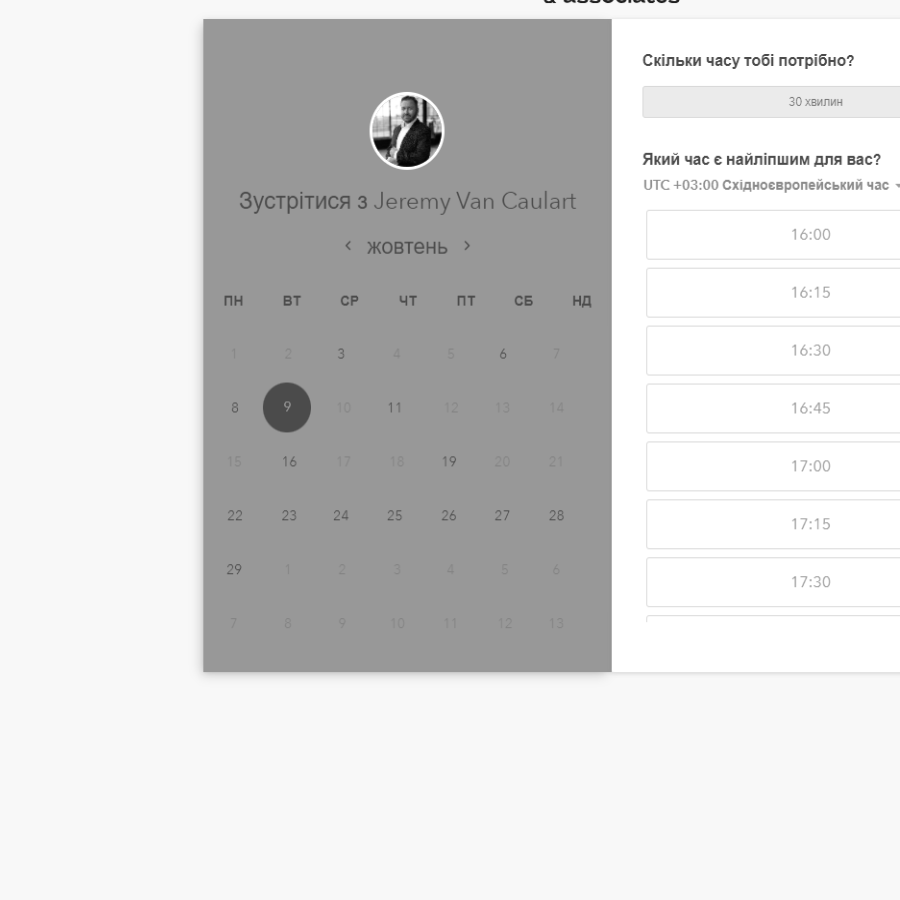 & associates
Зустрітися з Jeremy Van Caulart
жовтень
ПН ВТ СР ЧТ ПТ СБ НД
1 2 3 4 5 6 7
8 9 10 11 12 13 14
15 16 17 18 19 20 21
22 23 24 25 26 27 28
29 1 2 3 4 5 6
7 8 9 10 11 12 13
Скільки часу тобі потрібно?
30 хвилин
Який час є найліпшим для вас?
UTC +03:00 Східноєвропейський час
16:00
16:15
16:30
16:45
17:00
17:15
17:30